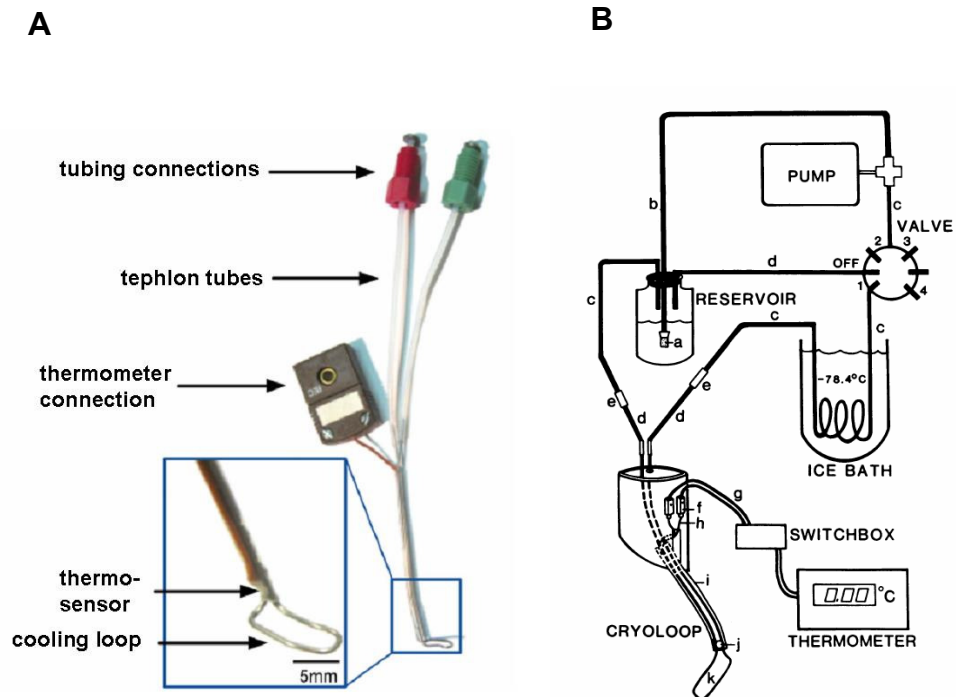 A
tubing connections
tephlon tubes
thermometer
connection
thermo-
sensor
cooling loop
5mm
B
PUMP
c
VALVE
b
2
3
OFF
d
1
4
c
RESERVOIR
c
c
a
-78.4°C
e
e
d
d
ICE BATH
g
f
h
SWITCHBOX
i
0.00 °C
CRYOLOOP
j
THERMOMETER
k